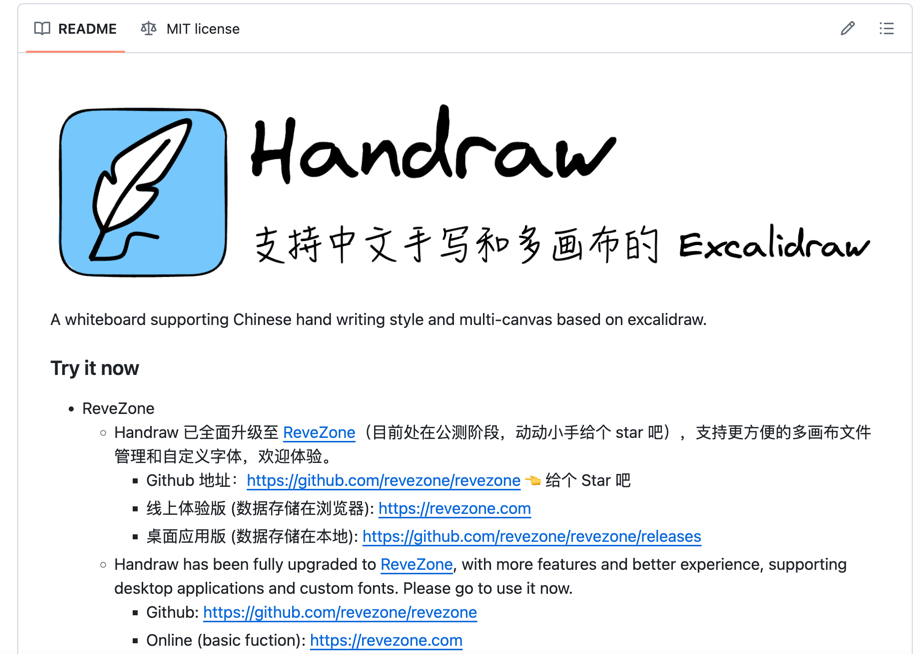 README
MIT license
Handraw
支持中文手写和多画布的 Excalidraw
A whiteboard supporting Chinese hand writing style and multi-canvas based on excalidraw.
Try it now
• ReveZone
◦ Handraw 已全面升级至 ReveZone（目前处在公测阶段，动动小手给个 star 吧），支持更方便的多画布文件
管理和自定义字体，欢迎体验。
▪ Github 地址：https://github.com/revezone/revezone 👈 给个 Star 吧
▪ 线上体验版 (数据存储在浏览器): https://revezone.com
▪ 桌面应用版 (数据存储在本地): https://github.com/revezone/revezone/releases
◦ Handraw has been fully upgraded to ReveZone, with more features and better experience, supporting
desktop applications and custom fonts. Please go to use it now.
▪ Github: https://github.com/revezone/revezone
▪ Online (basic fuction): https://revezone.com